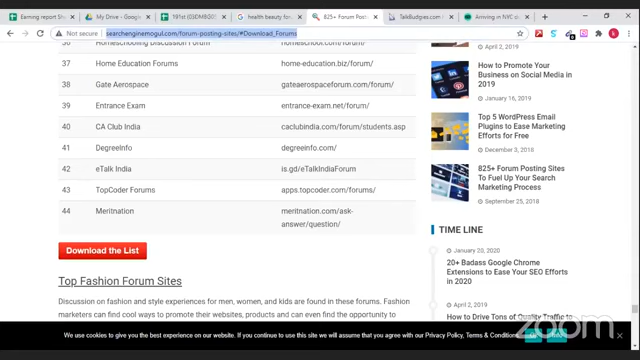 Earning report Sh
My Drive - Google
191st (03)DM@G0
health beauty for
825+ Forum Post
TalkBudgies.com
Arriving in NYC
Not secure
searchenginemogul.com/forum-posting-sites/#Download_Forums
37 Home Education Forums home-education.biz/forum/
38 Gate Aerospace gateaerospaceforum.com/forum/
39 Entrance Exam entrance-exam.net/forum/
40 CA Club India caclubindia.com/forum/students.asp
41 DegreeInfo degreeinfo.com/
42 eTalk India is.gd/eTalkIndiaForum
43 TopCoder Forums apps.topcoder.com/forums/
44 Meritnation meritnation.com/ask-
answer/question/
Download the List
Top Fashion Forum Sites
Discussion on fashion and style experiences for men, women, and kids are found in these forums. Fashion
marketers can find cool ways to promote their websites, products and can even find the opportunity to
April 2, 2019
How to Promote Your
Business on Social Media in
2019
January 16, 2019
Top 5 WordPress Email
Plugins to Ease Marketing
Efforts for Free
December 3, 2018
825+ Forum Posting Sites
To Fuel Up Your Search
Marketing Process
September 25, 2018
TIME LINE
January 20, 2020
20+ Badass Google Chrome
Extensions to Ease Your SEO Efforts
in 2020
April 2, 2019
How to Drive Tons of Quality Traffic to
We use cookies to give you the best experience on our website. If you continue to use this site we will assume that you agree with our Privacy Policy, Terms & Conditions.
zoom